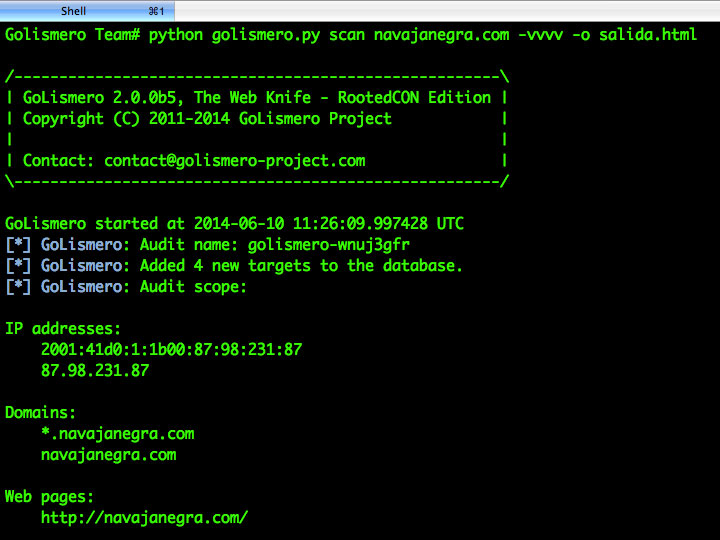 Shell ⌘1
Golismero Team# python golismero.py scan navajanegra.com -vvvv -o salida.html
/------------------------------------------------------\
| GoLismero 2.0.0b5, The Web Knife - RootedCON Edition |
| Copyright (C) 2011-2014 GoLismero Project            |
|                                                      |
| Contact: contact@golismero-project.com               |
\------------------------------------------------------/
GoLismero started at 2014-06-10 11:26:09.997428 UTC
[*] GoLismero: Audit name: golismero-wnuj3gfr
[*] GoLismero: Added 4 new targets to the database.
[*] GoLismero: Audit scope:
IP addresses:
    2001:41d0:1:1b00:87:98:231:87
    87.98.231.87
Domains:
    *.navajanegra.com
    navajanegra.com
Web pages:
    http://navajanegra.com/